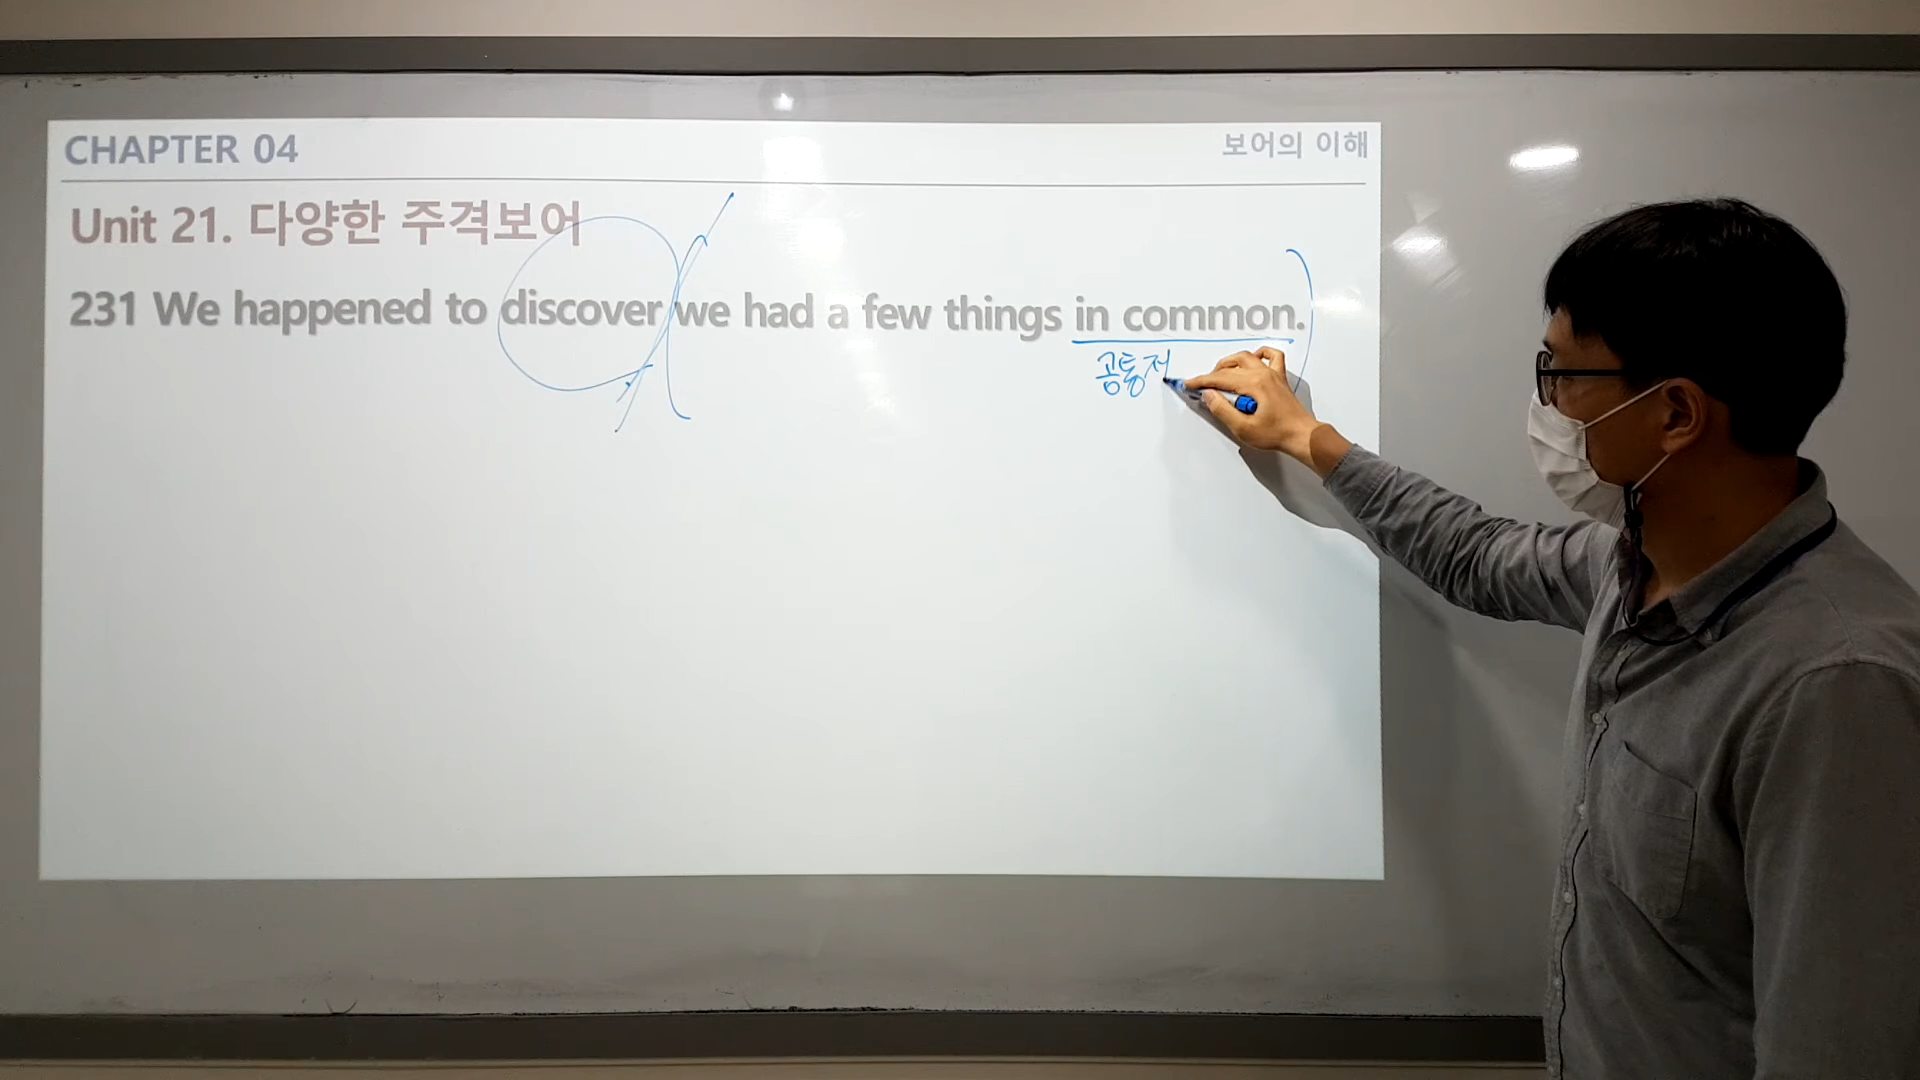 CHAPTER 04
보어의 이해
Unit 21. 다양한 주격보어
231 We happened to discover we had a few things in common.
공통저